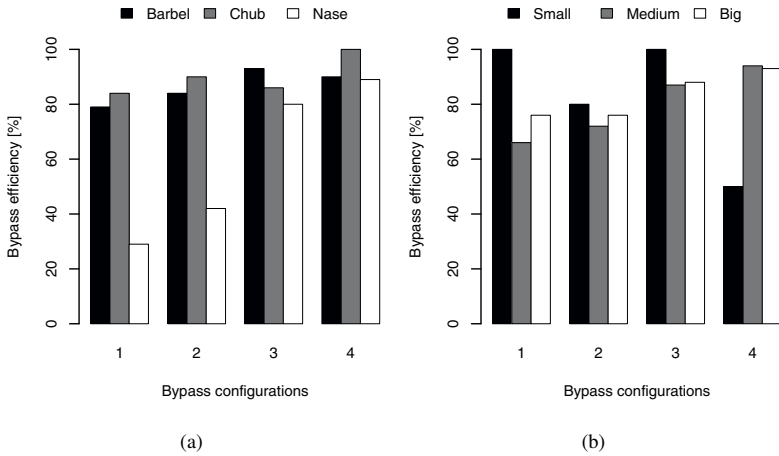 Barbel Chub Nase
Bypass efficiency [%]
100
80
60
40
20
0
1 2 3 4
Bypass configurations
(a)
Small Medium Big
Bypass efficiency [%]
100
80
60
40
20
0
1 2 3 4
Bypass configurations
(b)